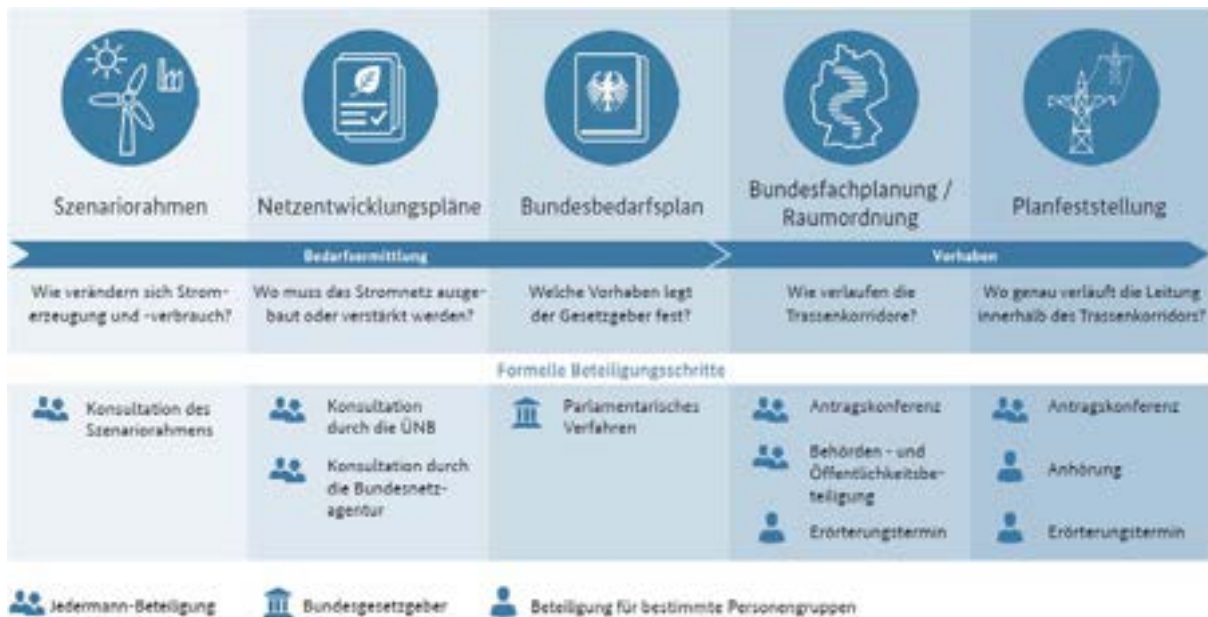 Szenariorahmen
Netzentwicklungspläne
Bundesbedarfsplan
Bundesfachplanung /
Raumordnung
Planfeststellung
Bedarfsermittlung
Vorhaben
Wie verändern sich Strom-
erzeugung und -verbrauch?
Wo muss das Stromnetz ausge-
baut oder verstärkt werden?
Welche Vorhaben legt
der Gesetzgeber fest?
Wie verlaufen die
Trassenkorridore?
Wo genau verläuft die Leitung
innerhalb des Trassenkorridors?
Formelle Beteiligungsschritte
Konsultation des
Szenariorahmens
Konsultation
durch die ÜNB
Konsultation durch
die Bundesnetz-
agentur
Parlamentarisches
Verfahren
Antragskonferenz
Behörden - und
Öffentlichkeitsbe-
teiligung
Erörterungstermin
Antragskonferenz
Anhörung
Erörterungstermin
Jedermann-Beteiligung
Bundesgesetzgeber
Beteiligung für bestimmte Personengruppen